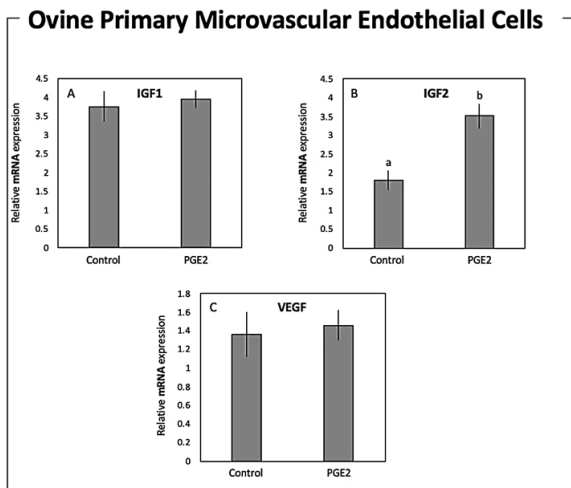 Ovine Primary Microvascular Endothelial Cells
A
IGF1
Relative mRNA expression
4.5
4
3.5
3
2.5
2
1.5
1
0.5
0
Control
PGE2
B
IGF2
Relative mRNA expression
4.5
4
3.5
3
2.5
2
1.5
1
0.5
0
a
b
Control
PGE2
C
VEGF
Relative mRNA expression
1.8
1.6
1.4
1.2
1
0.8
0.6
0.4
0.2
0
Control
PGE2